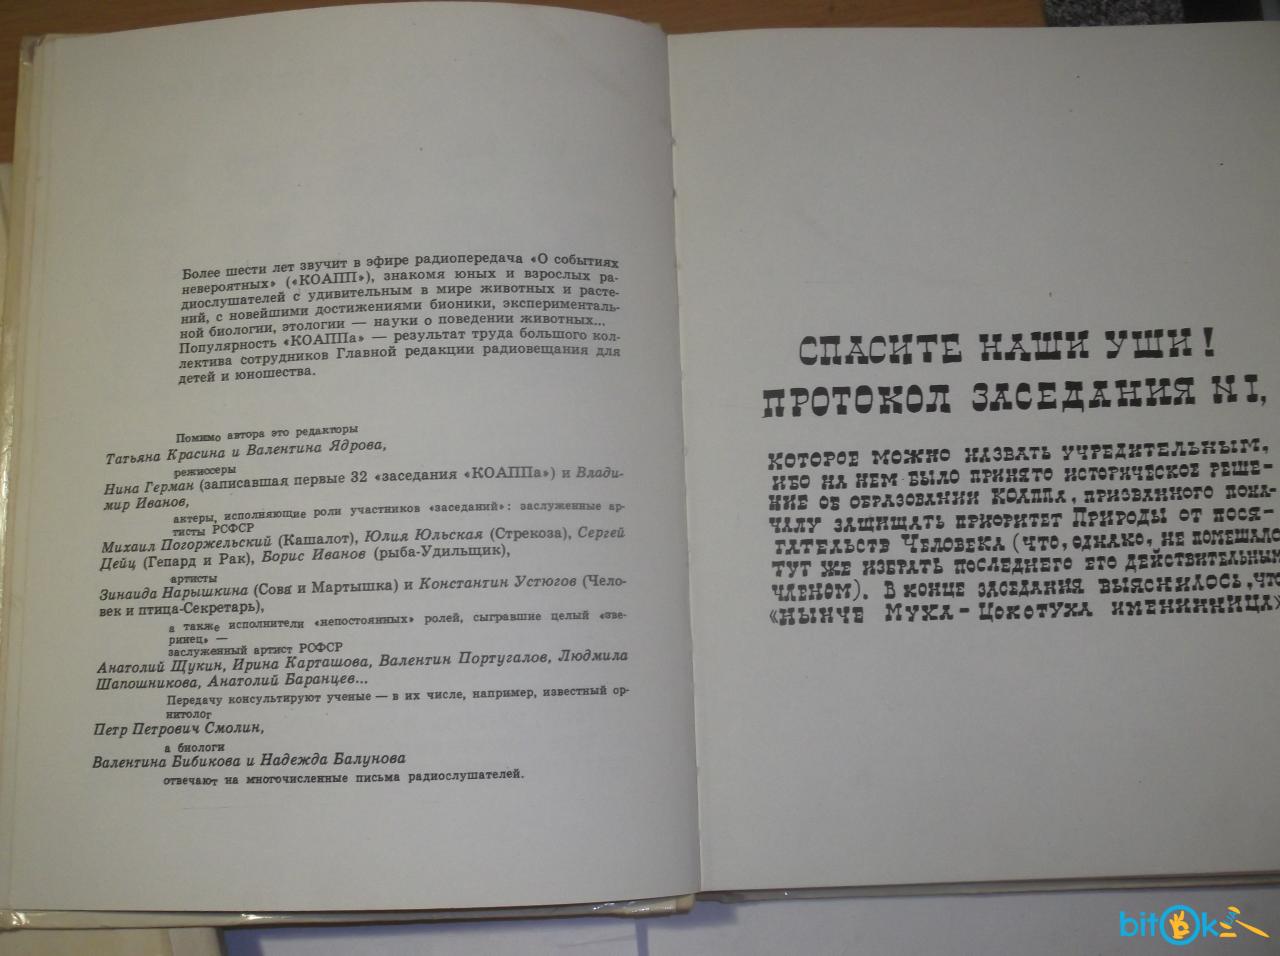 Более шести лет звучит в эфире радиопередача «О событиях
невероятных» («КОАПП»), знакомя юных и взрослых ра-
диослушателей с удивительным в мире животных и расте-
ний, с новейшими достижениями бионики, эксперименталь-
ной биологии, этологии — науки о поведении животных...
Популярность «КОАППа» — результат труда большого кол-
лектива сотрудников Главной редакции радиовещания для
детей и юношества.
Помимо автора это редакторы
Татьяна Красина и Валентина Ядрова,
режиссеры
Нина Герман (записавшая первые 32 «заседания «КОАППа») и Влади-
мир Иванов,
актеры, исполняющие роли участников «заседаний»: заслуженные ар-
тисты РСФСР
Михаил Погоржельский (Кашалот), Юлия Юльская (Стрекоза), Сергей
Дейц (Гепард и Рак), Борис Иванов (рыба-Удильщик),
артисты
Зинаида Нарышкина (Сова и Мартышка) и Константин Устюгов (Чело-
век и птица-Секретарь),
а также исполнители «непостоянных» ролей, сыгравшие целый «зве-
ринец» —
заслуженный артист РСФСР
Анатолий Щукин, Ирина Карташова, Валентин Португалов, Людмила
Шапошникова, Анатолий Баранцев...
Передачу консультируют ученые — в их числе, например, известный ор-
нитолог
Петр Петрович Смолин,
а биологи
Валентина Бибикова и Надежда Балунова
отвечают на многочисленные письма радиослушателей.
СПАСИТЕ НАШИ УШИ!
ПРОТОКОЛ ЗАСЕДАНИЯ N 1,
КОТОРОЕ МОЖНО НАЗВАТЬ УЧРЕДИТЕЛЬНЫМ,
ИБО НА НЕМ БЫЛО ПРИНЯТО ИСТОРИЧЕСКОЕ РЕШЕ-
НИЕ ОБ ОБРАЗОВАНИИ КОАППА, ПРИЗВАННОГО ПОНА-
ЧАЛУ ЗАЩИЩАТЬ ПРИОРИТЕТ ПРИРОДЫ ОТ ПОСЯ-
ГАТЕЛЬСТВ ЧЕЛОВЕКА (ЧТО, ОДНАКО, НЕ ПОМЕШАЛО
ТУТ ЖЕ ИЗБРАТЬ ПОСЛЕДНЕГО ЕГО ДЕЙСТВИТЕЛЬНЫМ
ЧЛЕНОМ). В КОНЦЕ ЗАСЕДАНИЯ ВЫЯСНИЛОСЬ, ЧТО
«НЫНЧЕ МУХА-ЦОКОТУХА ИМЕНИННИЦА»
bitok